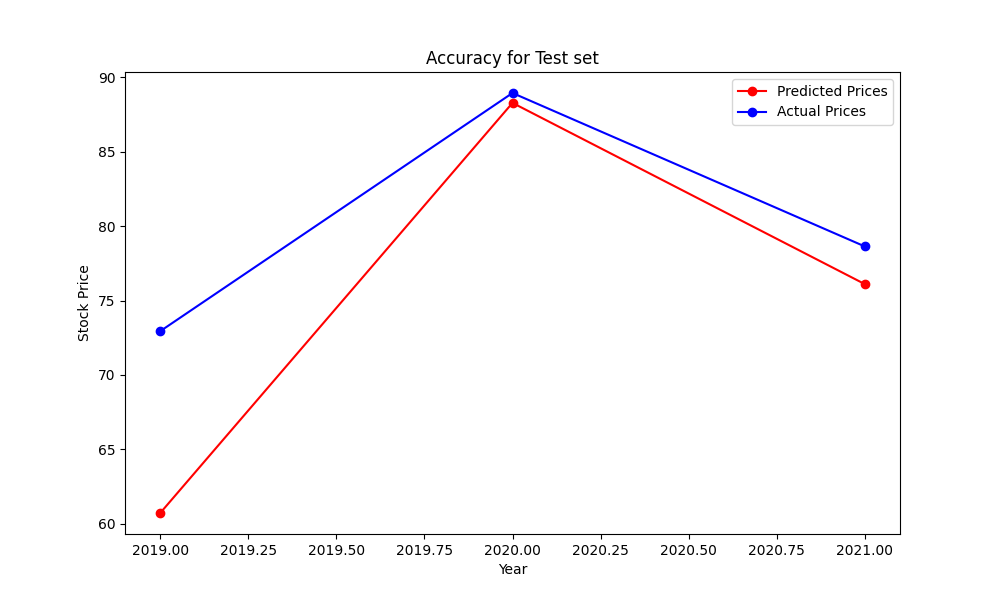 Accuracy for Test set
Predicted Prices
Actual Prices
90
85
80
75
70
65
60
Stock Price
2019.00 2019.25 2019.50 2019.75 2020.00 2020.25 2020.50 2020.75 2021.00
Year